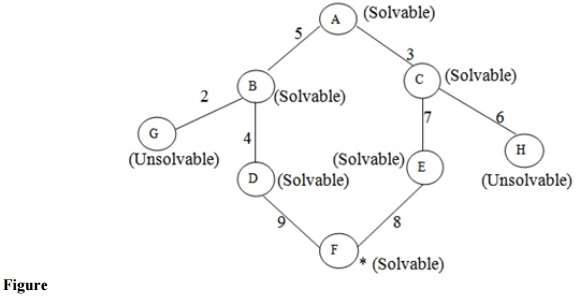 A (Solvable)
5
3
B (Solvable)
C (Solvable)
2
7
6
G
(Unsolvable)
4
(Solvable) E
H
(Unsolvable)
D (Solvable)
9
8
F * (Solvable)
Figure